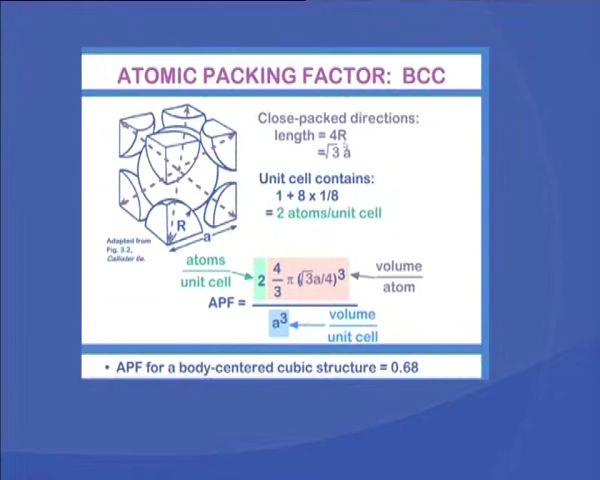 ATOMIC PACKING FACTOR: BCC
Close-packed directions:
length = 4R
=√3 a
Unit cell contains:
1 + 8 x 1/8
= 2 atoms/unit cell
R
a
Adapted from
Fig. 3.2,
Callister 6e.
atoms
unit cell
APF =
2 4/3 π (√3a/4)³
a³
volume
atom
volume
unit cell
• APF for a body-centered cubic structure = 0.68